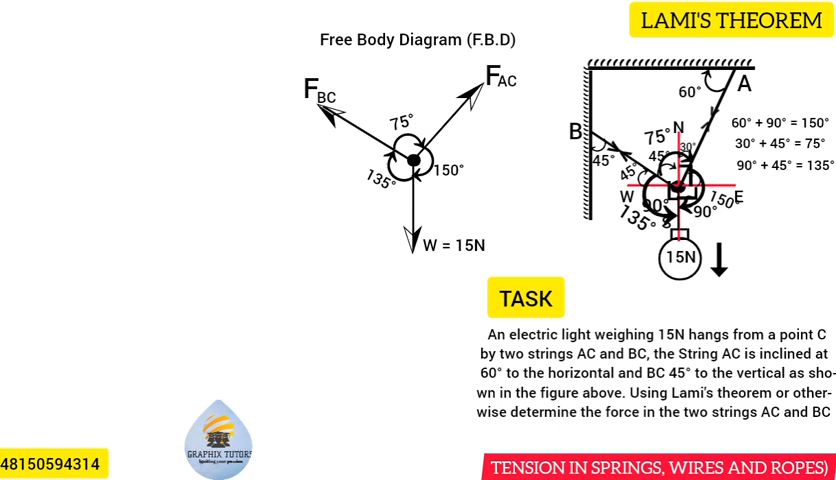 LAMI'S THEOREM
Free Body Diagram (F.B.D)
FBC
FAC
75°
150°
135°
W = 15N
A
60°
B
75°
N
30°
45°
45°
45°
W
E
90°
90°
150°
135°
S
15N
60° + 90° = 150°
30° + 45° = 75°
90° + 45° = 135°
TASK
An electric light weighing 15N hangs from a point C
by two strings AC and BC, the String AC is inclined at
60° to the horizontal and BC 45° to the vertical as sho-
wn in the figure above. Using Lami's theorem or other-
wise determine the force in the two strings AC and BC
GRAPHIX TUTORS
48150594314
TENSION IN SPRINGS, WIRES AND ROPES)